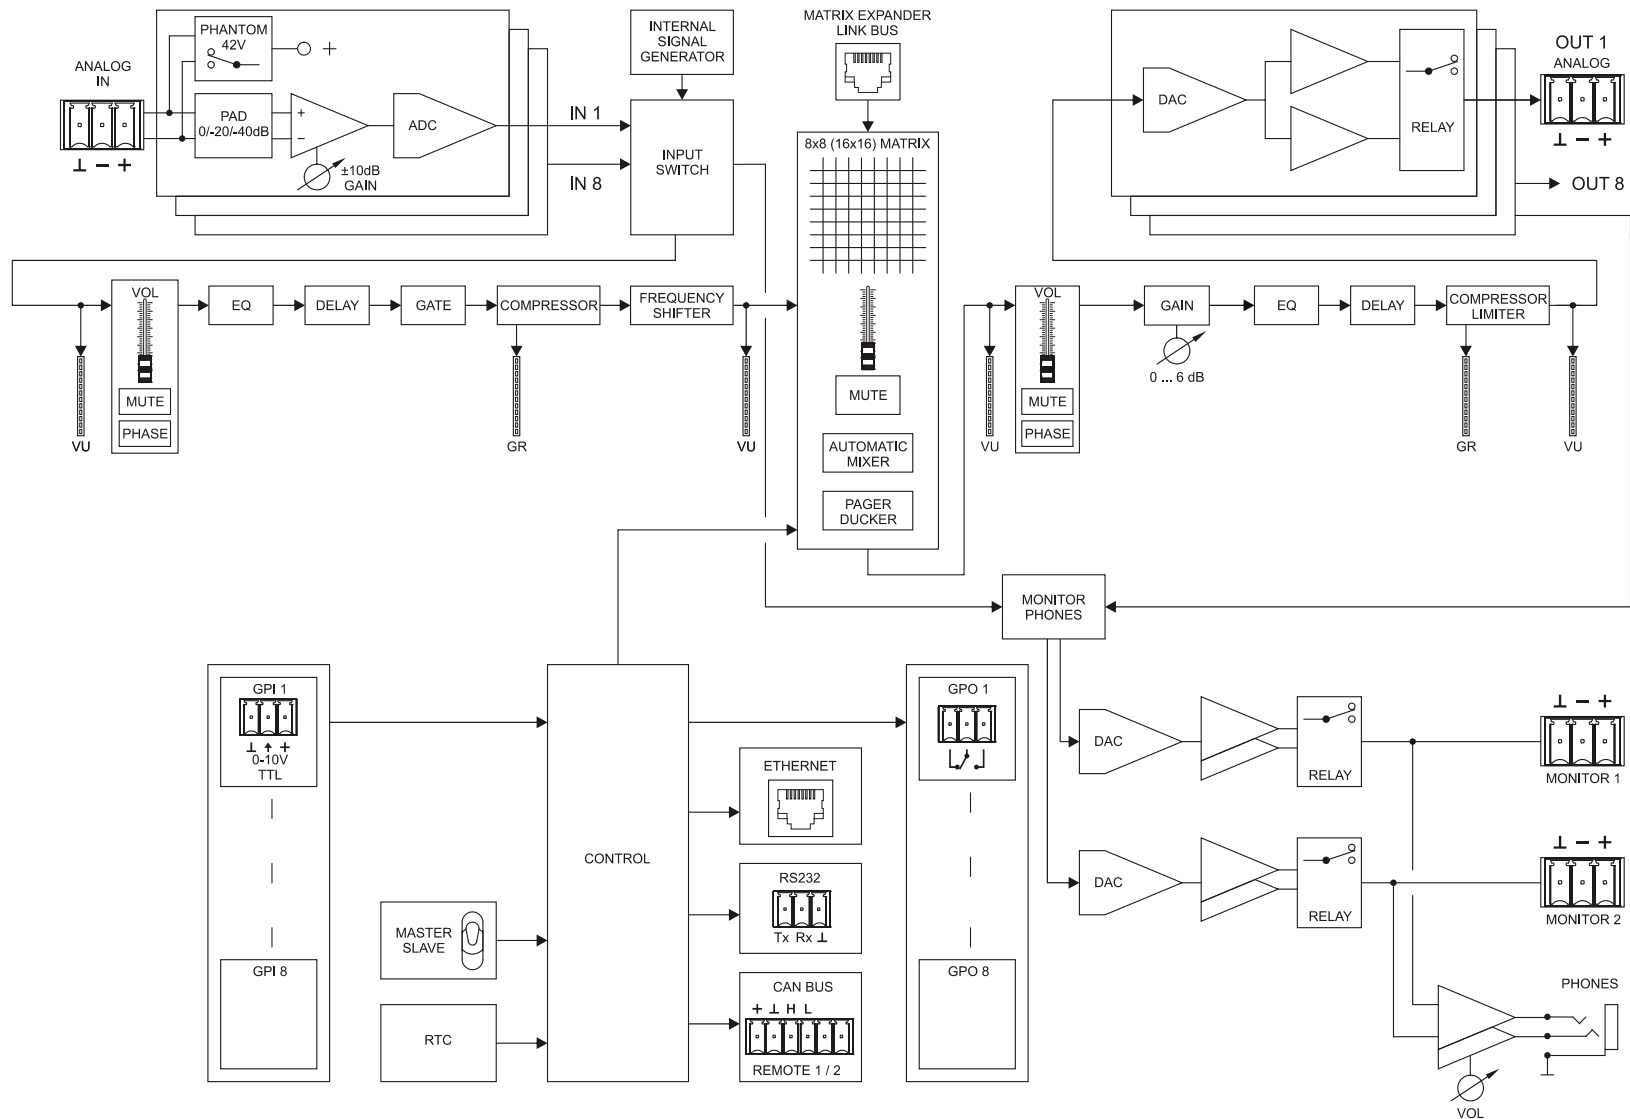 ANALOG
IN
⊥ − +
PHANTOM
42V
+
PAD
0/-20/-40dB
+
−
±10dB
GAIN
ADC
IN 1
IN 8
INTERNAL
SIGNAL
GENERATOR
INPUT
SWITCH
MATRIX EXPANDER
LINK BUS
8x8 (16x16) MATRIX
MUTE
AUTOMATIC
MIXER
PAGER
DUCKER
DAC
RELAY
OUT 1
ANALOG
⊥ − +
OUT 8
VU
VOL
MUTE
PHASE
EQ
DELAY
GATE
COMPRESSOR
GR
FREQUENCY
SHIFTER
VU
VU
VOL
MUTE
PHASE
GAIN
0 ... 6 dB
EQ
DELAY
COMPRESSOR
LIMITER
GR
VU
MONITOR
PHONES
GPI 1
⊥ +
0-10V
TTL
GPI 8
MASTER
SLAVE
RTC
CONTROL
ETHERNET
RS232
Tx Rx ⊥
CAN BUS
+ ⊥ H L
REMOTE 1 / 2
GPO 1
GPO 8
DAC
RELAY
⊥ − +
MONITOR 1
DAC
RELAY
⊥ − +
MONITOR 2
PHONES
VOL